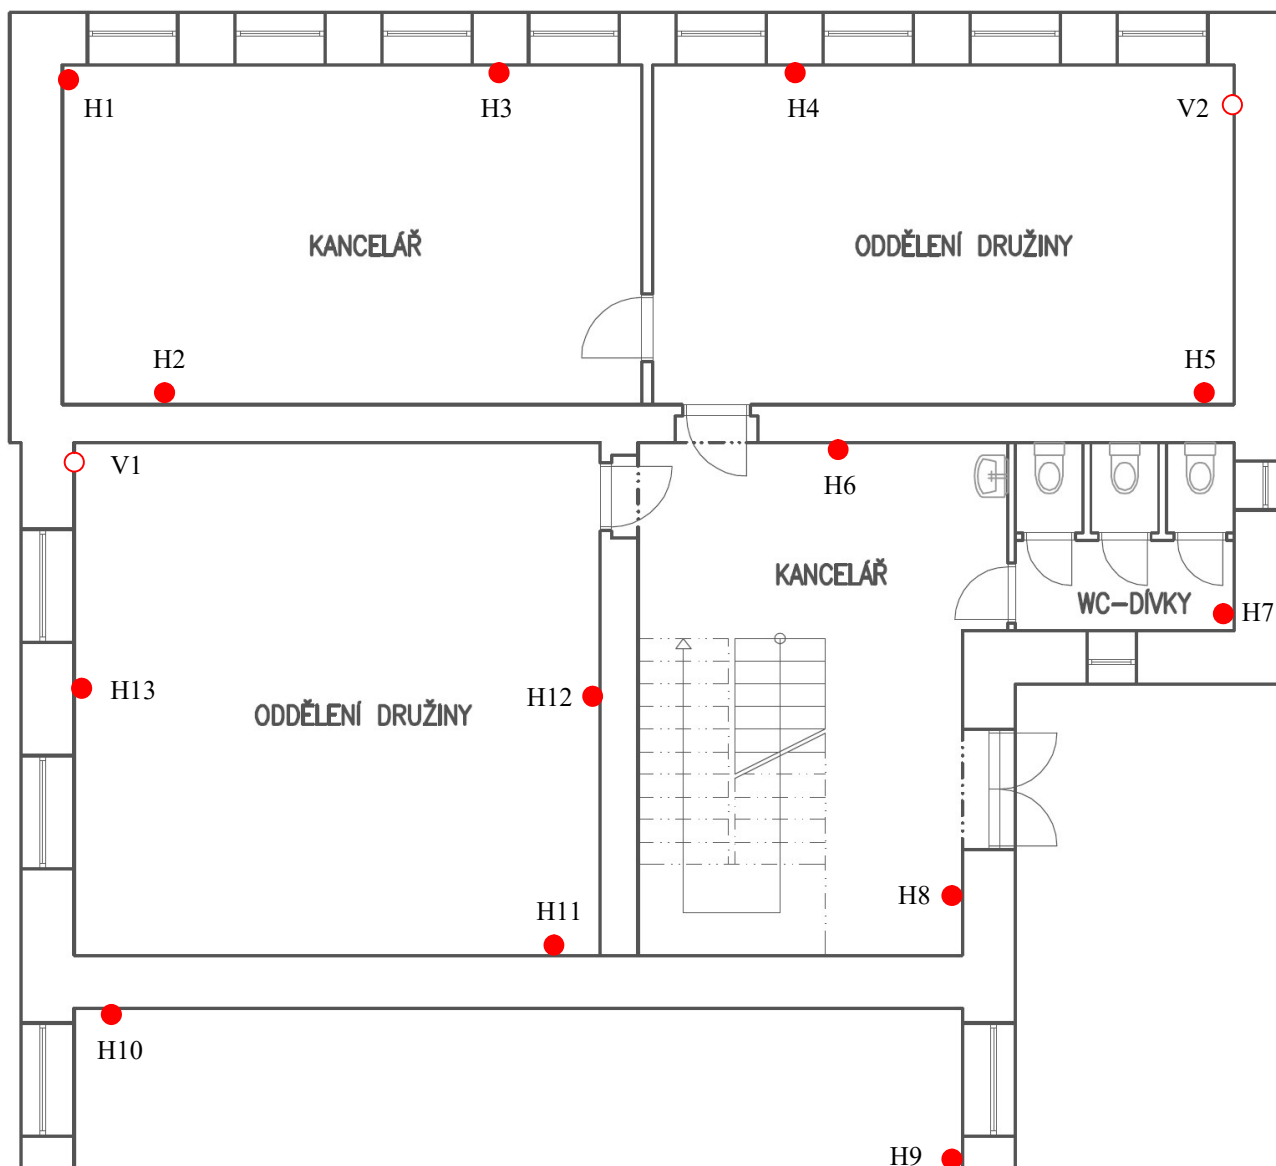 H1
H3
H4
V2
KANCELÁŘ
ODDĚLENÍ DRUŽINY
H2
H5
V1
H6
KANCELÁŘ
WC-DÍVKY
H7
H13
ODDĚLENÍ DRUŽINY
H12
H8
H11
H10
H9